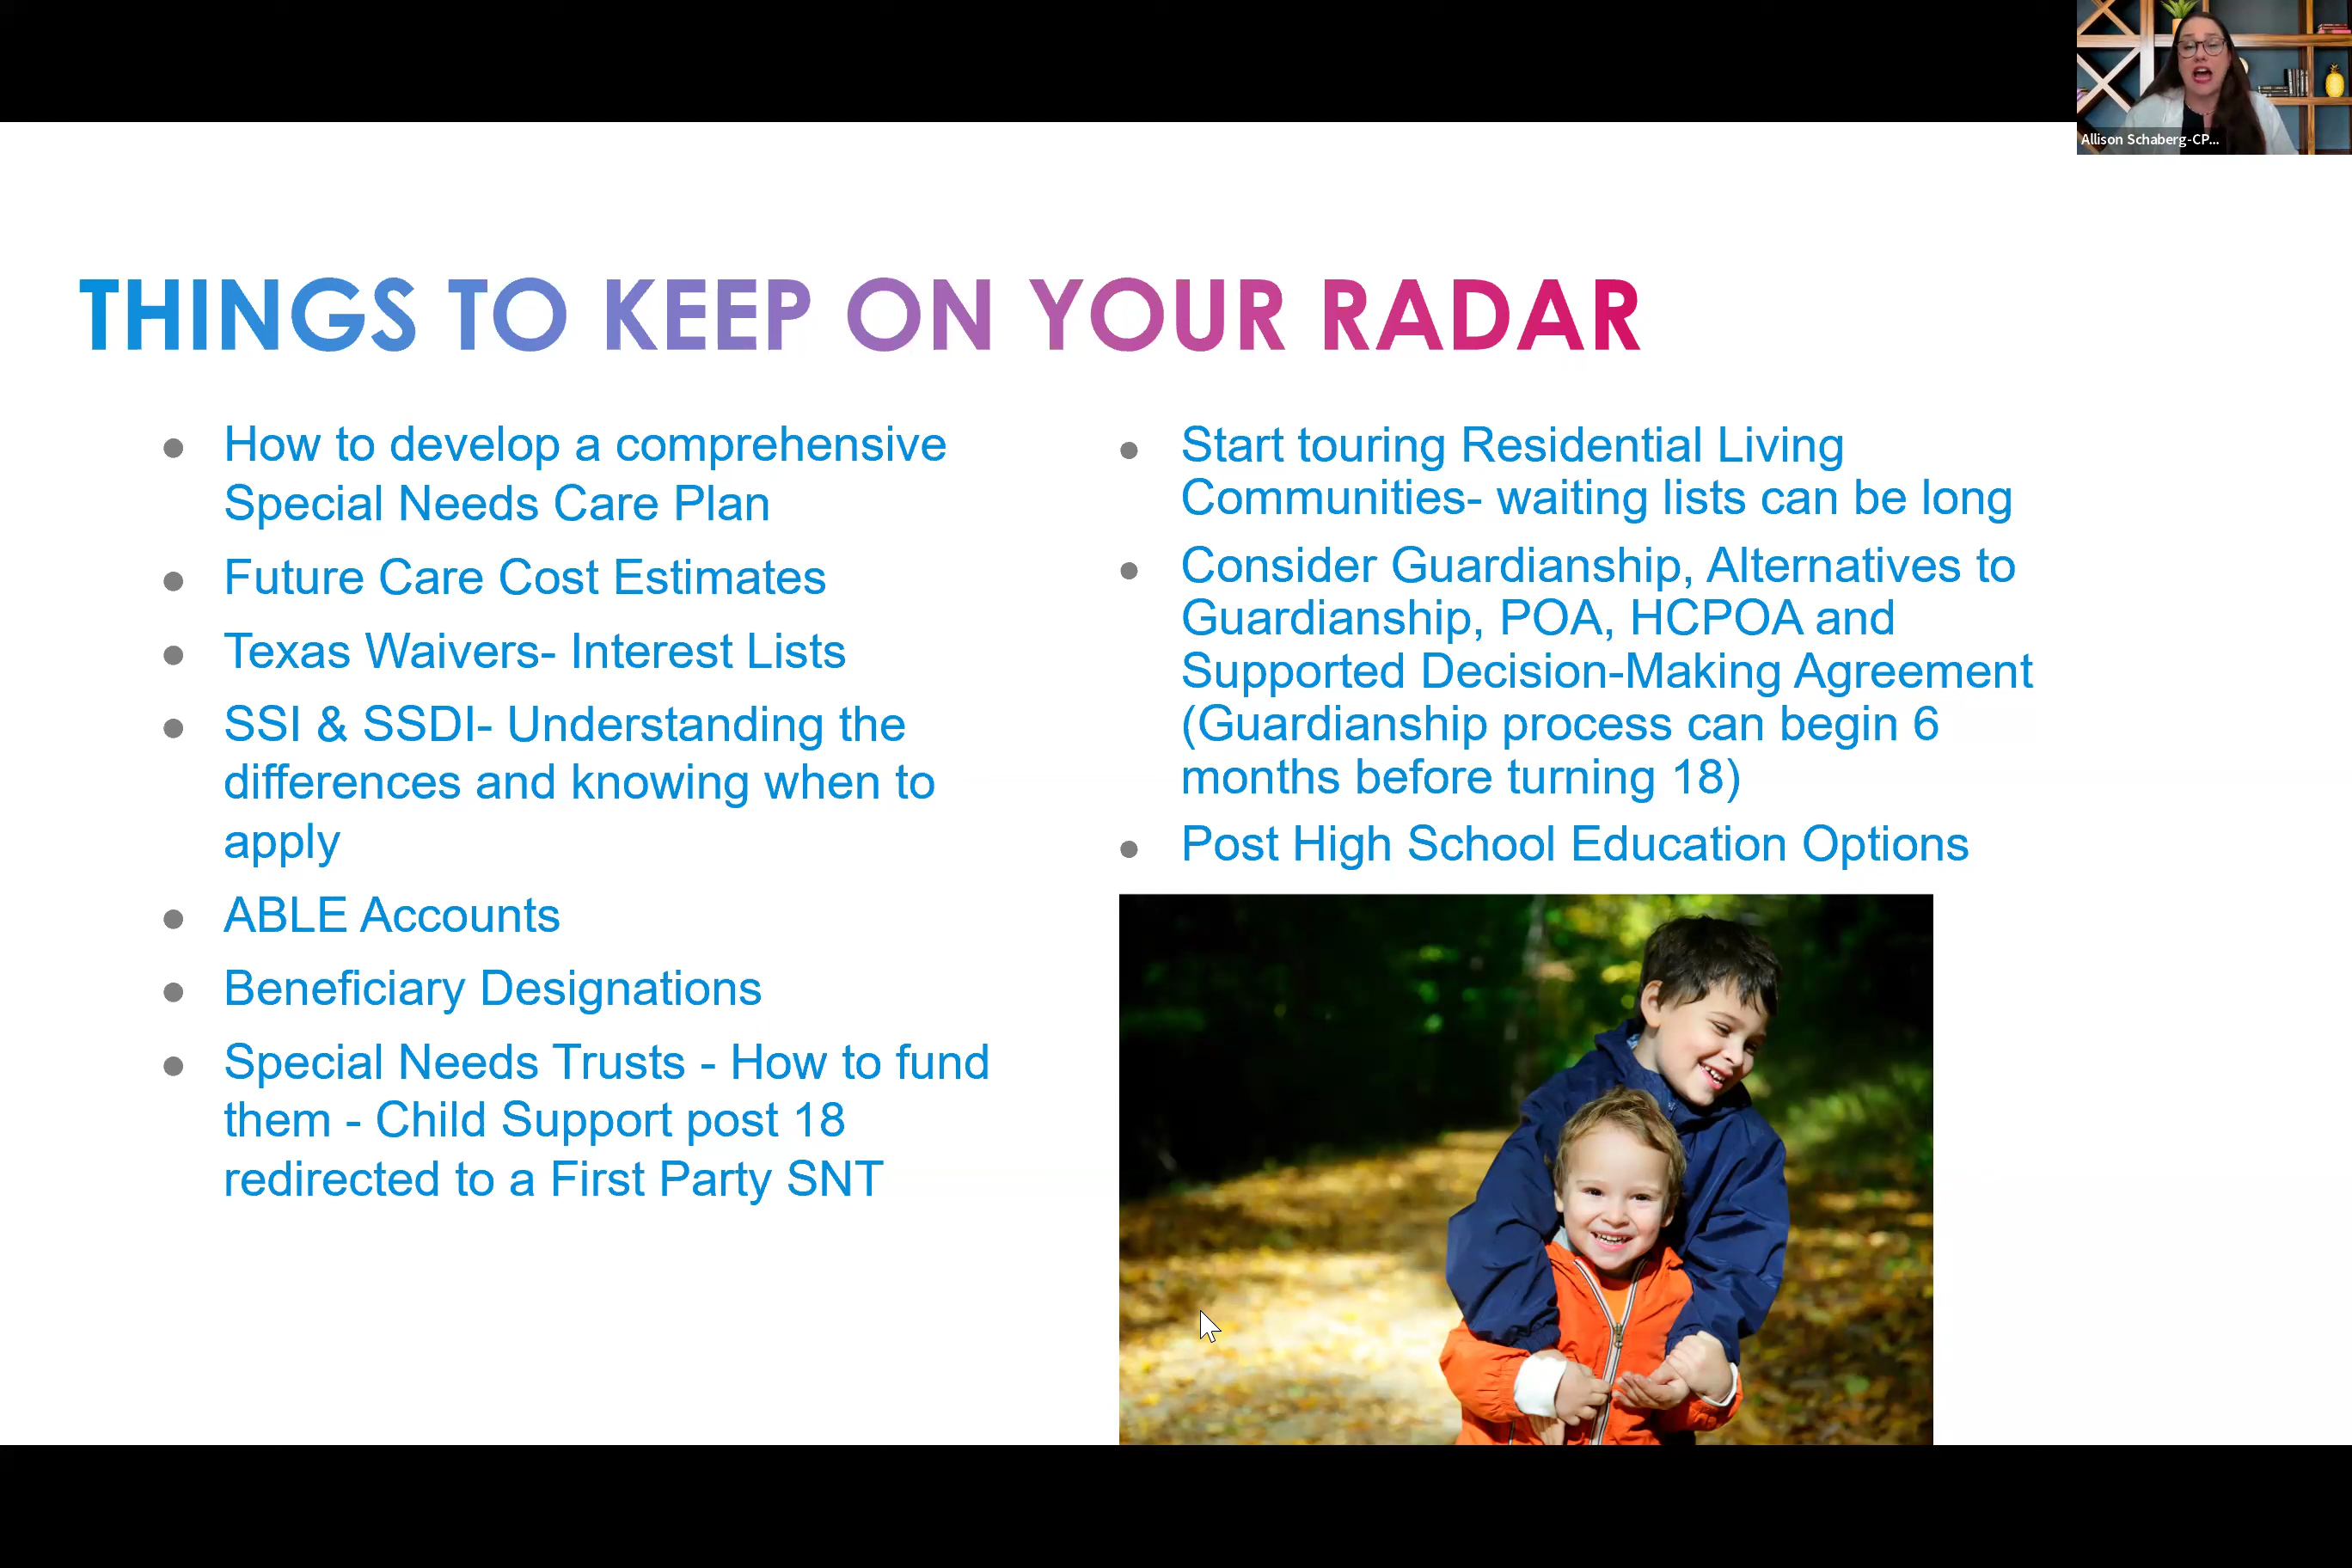 Allison Schaberg-CP...
THINGS TO KEEP ON YOUR RADAR
● How to develop a comprehensive
Special Needs Care Plan
● Future Care Cost Estimates
● Texas Waivers- Interest Lists
● SSI & SSDI- Understanding the
differences and knowing when to
apply
● ABLE Accounts
● Beneficiary Designations
● Special Needs Trusts - How to fund
them - Child Support post 18
redirected to a First Party SNT
● Start touring Residential Living
Communities- waiting lists can be long
● Consider Guardianship, Alternatives to
Guardianship, POA, HCPOA and
Supported Decision-Making Agreement
(Guardianship process can begin 6
months before turning 18)
● Post High School Education Options